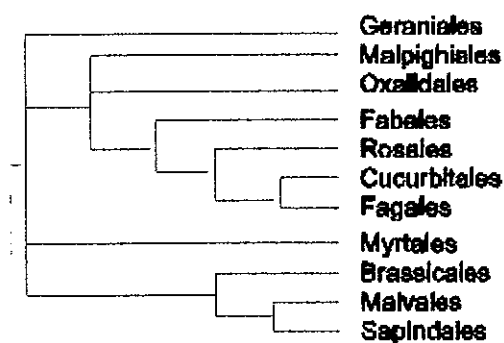 Geraniales
Malpighiales
Oxalidales
Fabales
Rosales
Cucurbitales
Fagales
Myrtales
Brassicales
Malvales
Sapindales